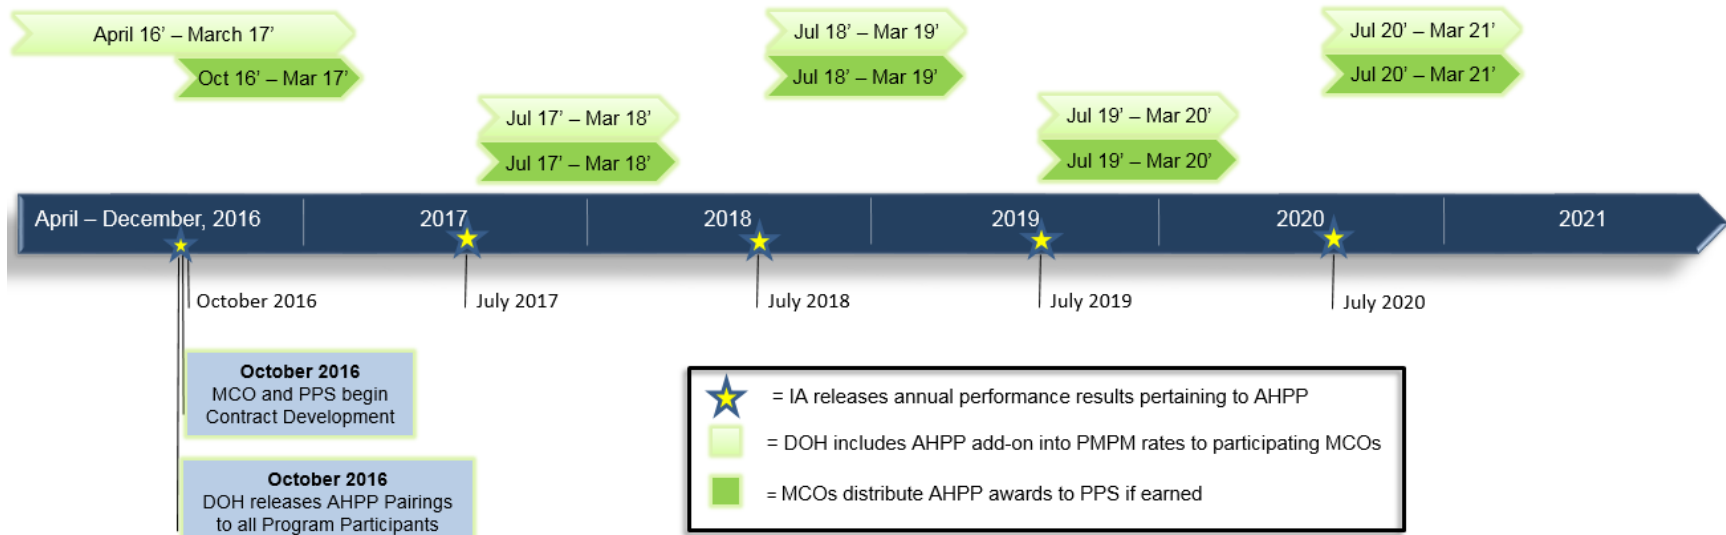 April 16’ – March 17’
Oct 16’ – Mar 17’
Jul 17’ – Mar 18’
Jul 17’ – Mar 18’
Jul 18’ – Mar 19’
Jul 18’ – Mar 19’
Jul 19’ – Mar 20’
Jul 19’ – Mar 20’
Jul 20’ – Mar 21’
Jul 20’ – Mar 21’
April – December, 2016
2017
2018
2019
2020
2021
October 2016
July 2017
July 2018
July 2019
July 2020
October 2016
MCO and PPS begin
Contract Development
October 2016
DOH releases AHPP Pairings
to all Program Participants
= IA releases annual performance results pertaining to AHPP
= DOH includes AHPP add-on into PMPM rates to participating MCOs
= MCOs distribute AHPP awards to PPS if earned